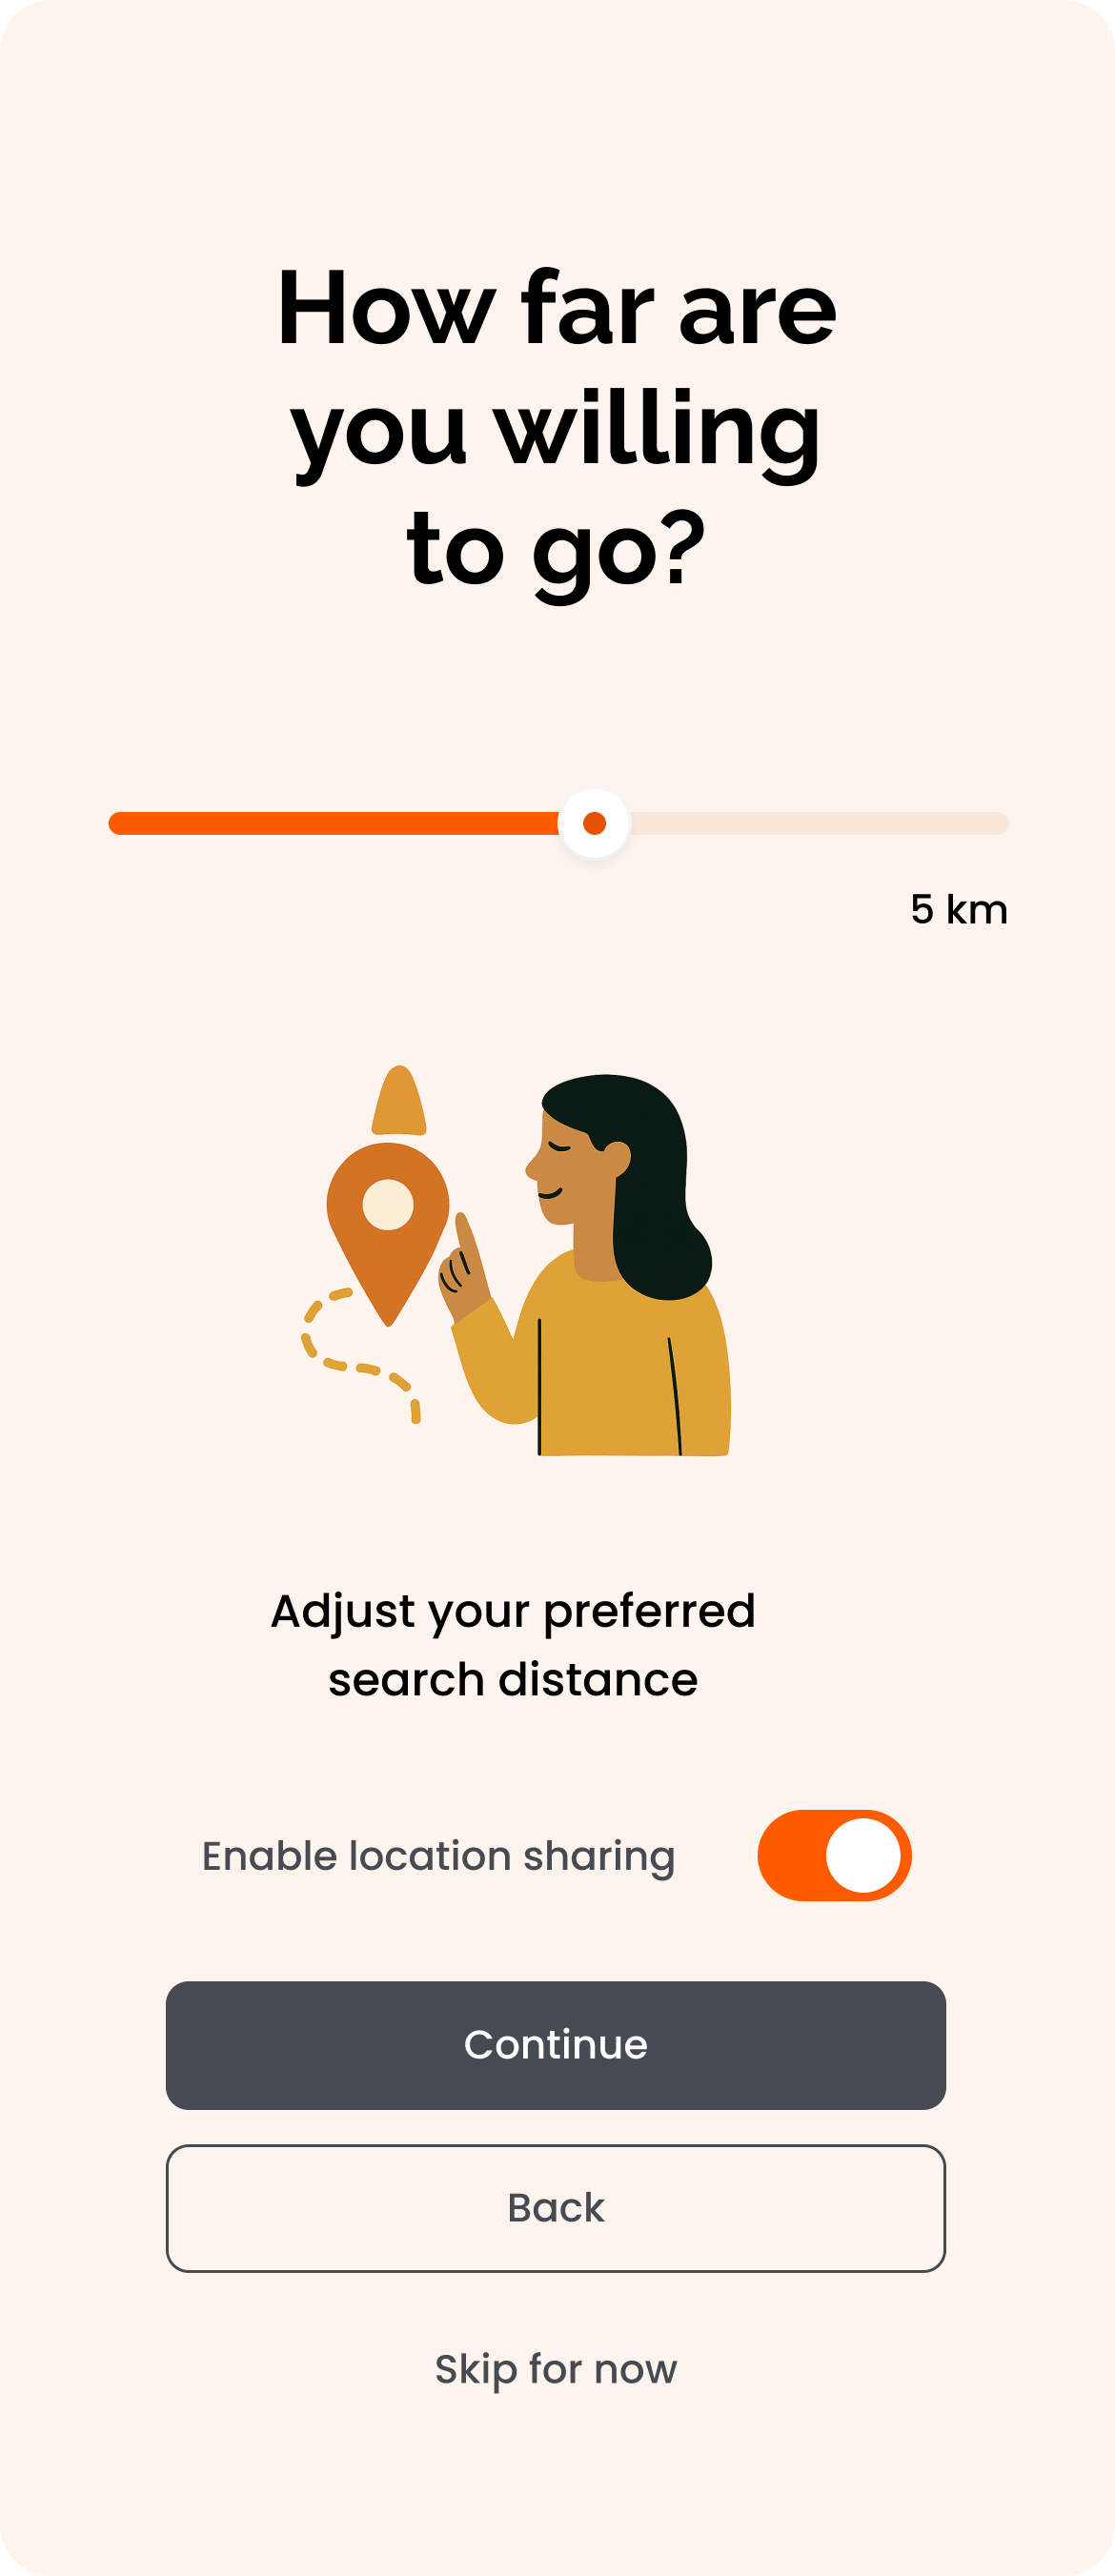 How far are
you willing
to go?
5 km
Adjust your preferred
search distance
Enable location sharing
Continue
Back
Skip for now